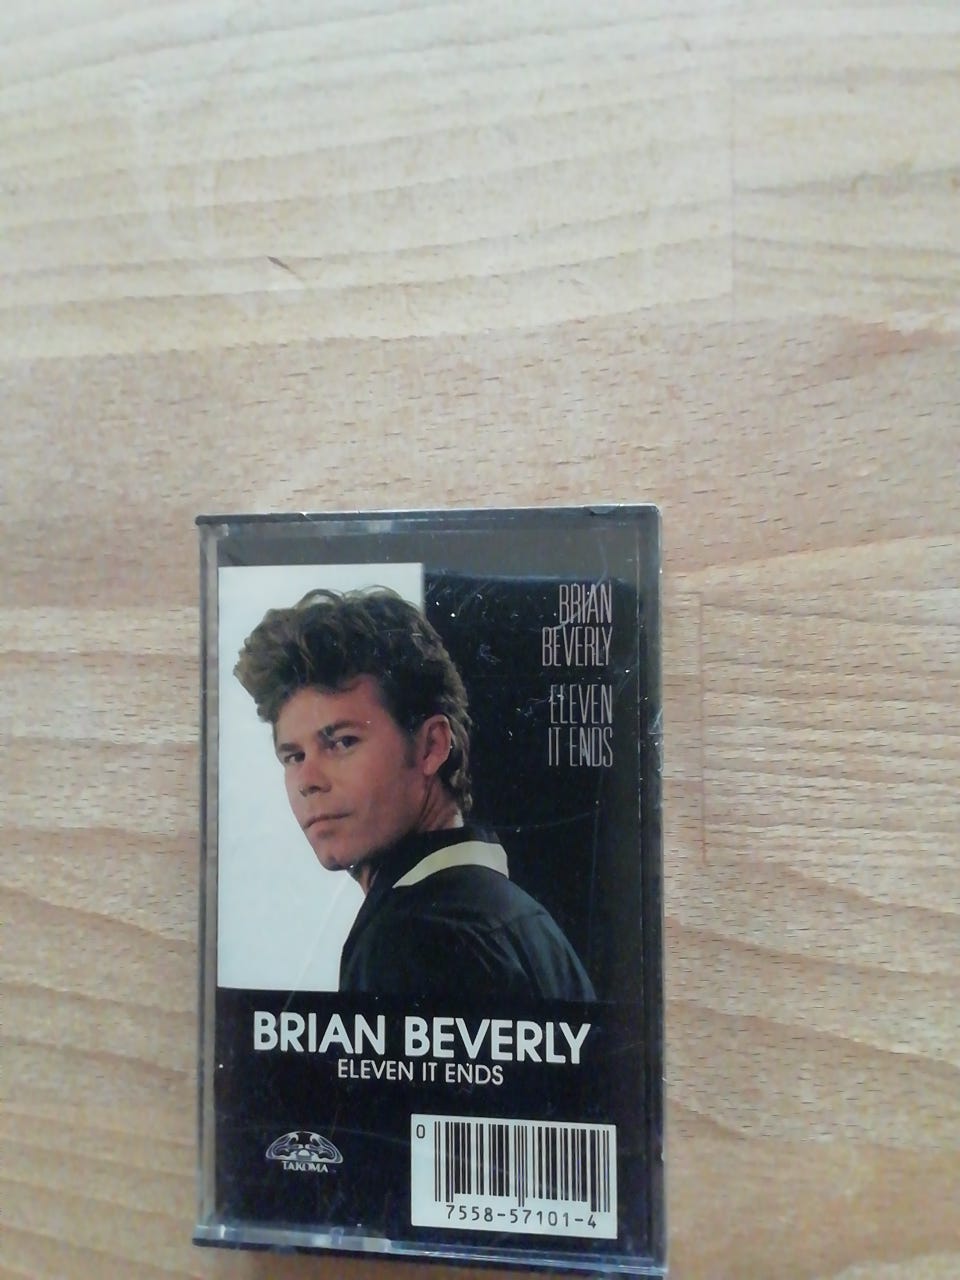 BRIAN
BEVERLY
ELEVEN
IT ENDS
BRIAN BEVERLY
ELEVEN IT ENDS
TAKOMA
0
7558-57101-4